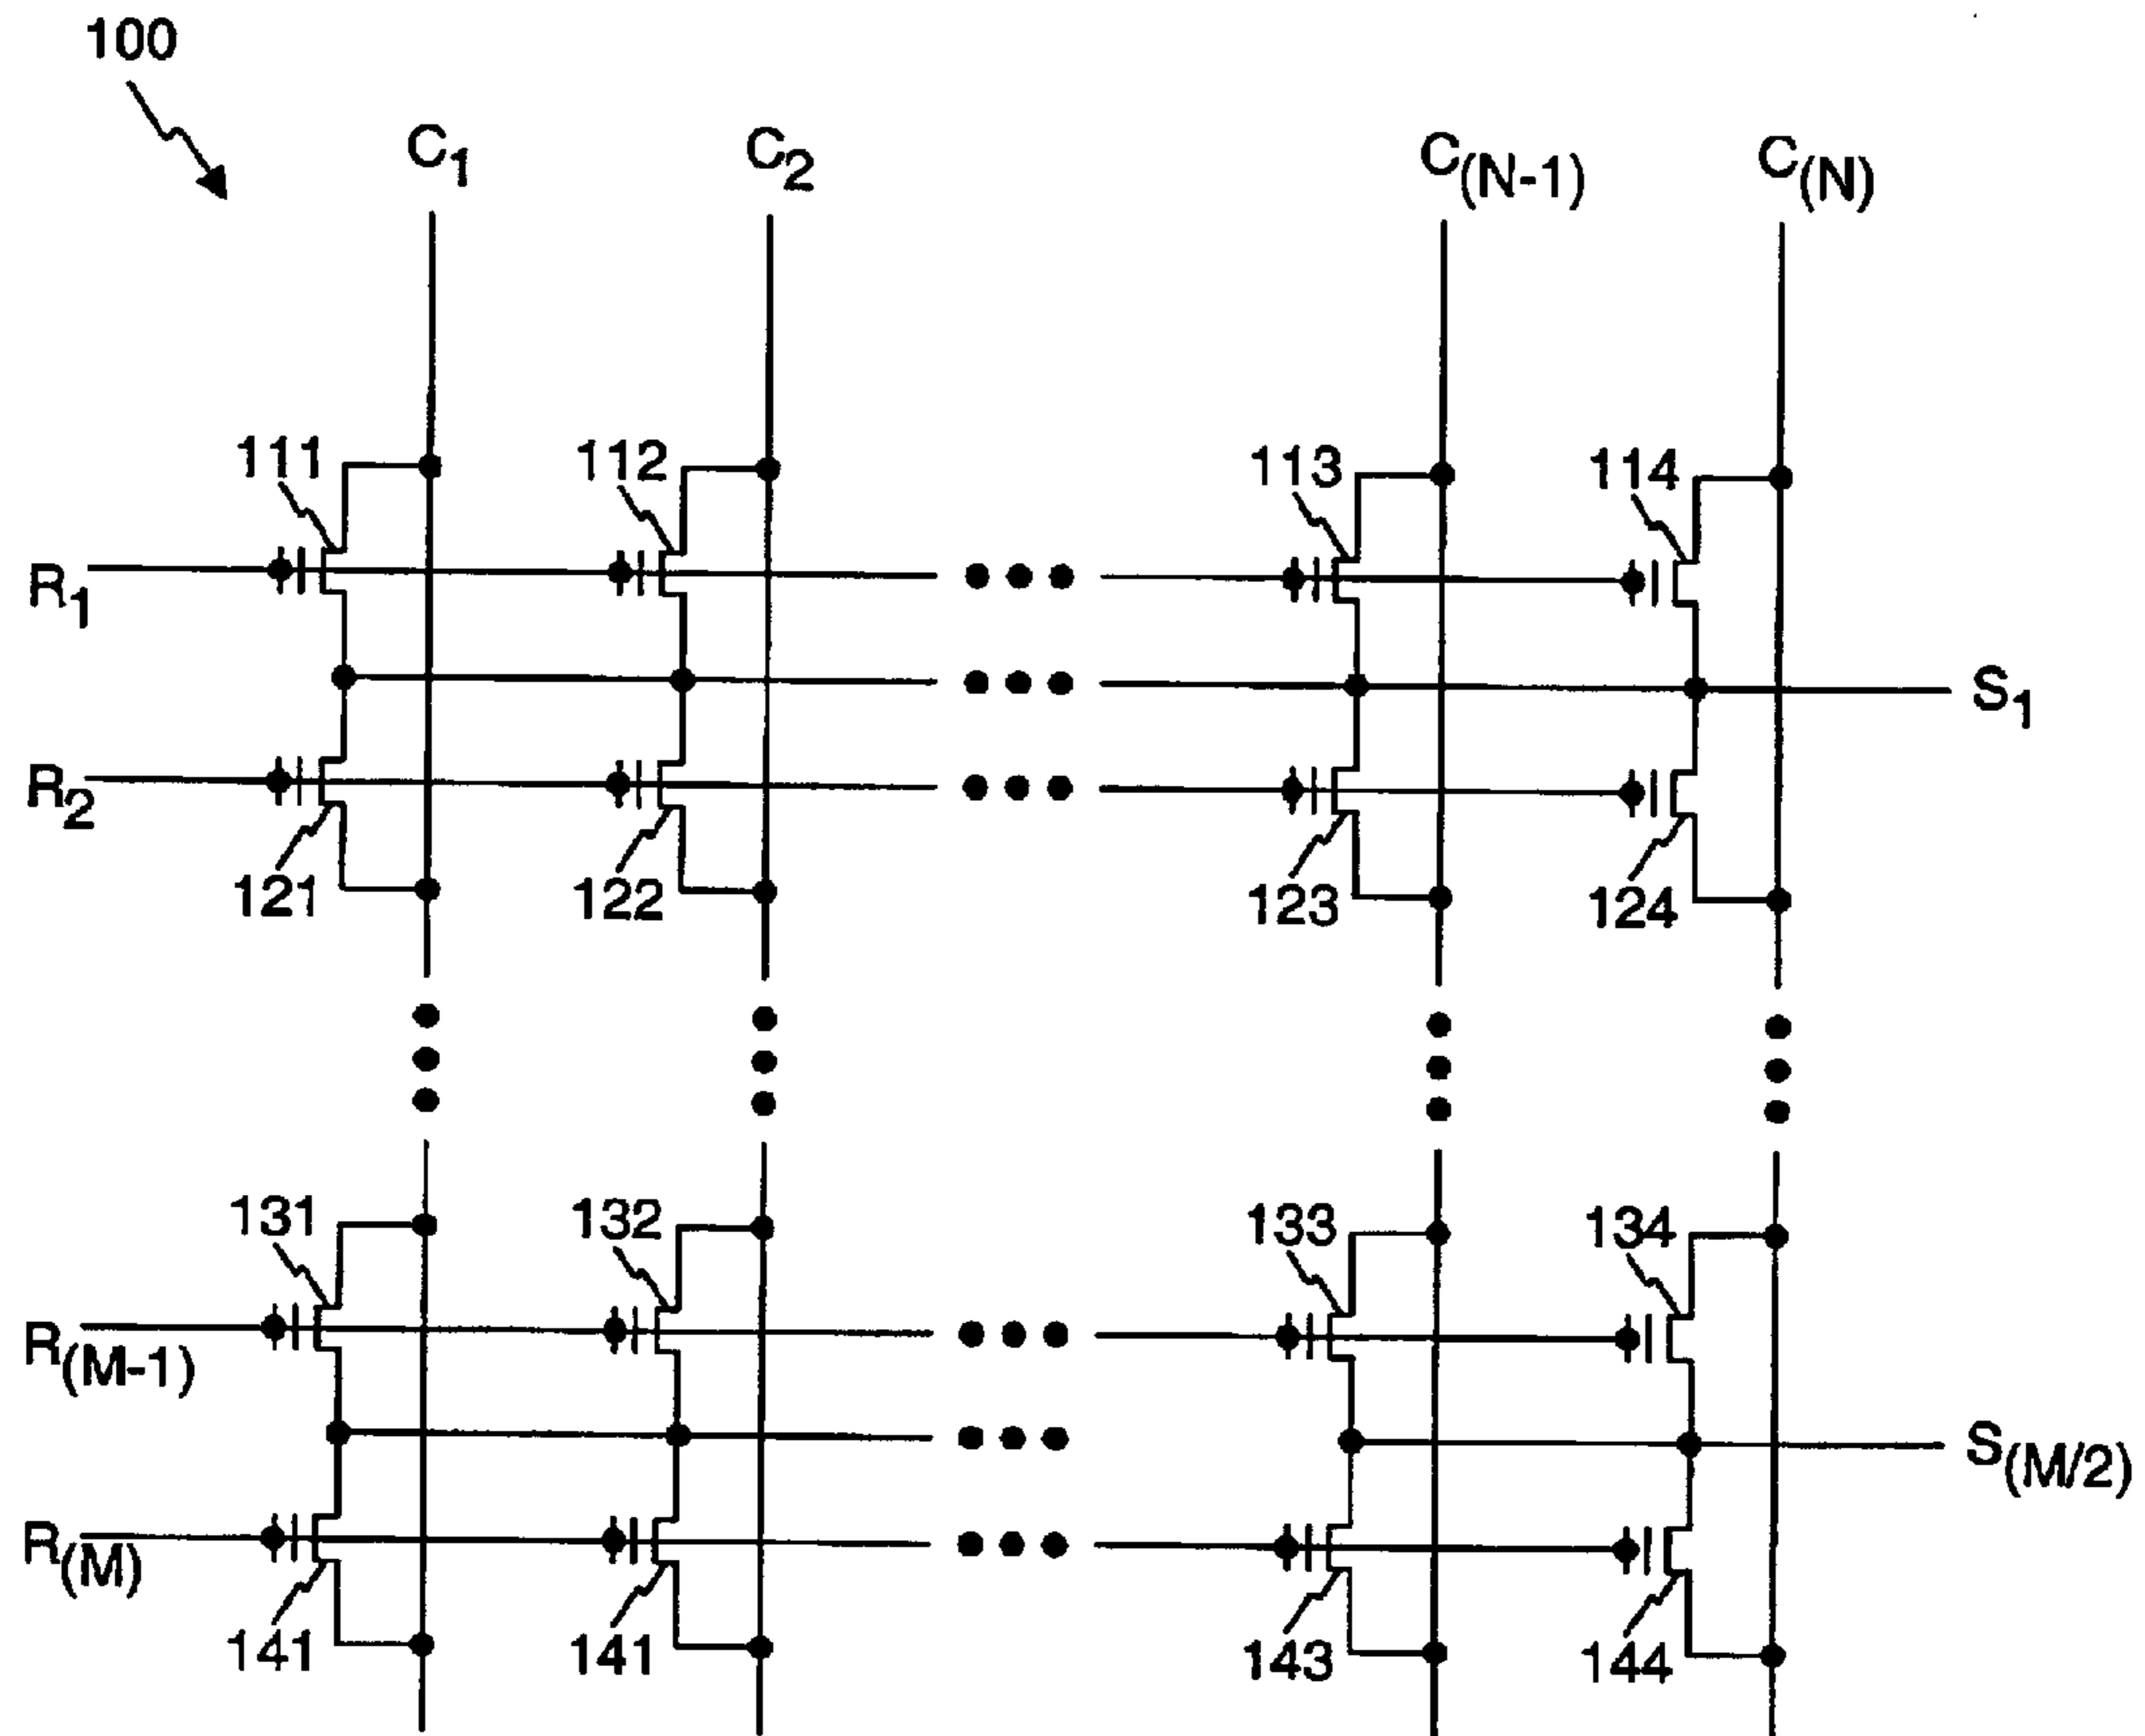 100
C1 C2 C(N-1) C(N)
111 112 113 114
R1
S1
R2
121 122 123 124
131 132 133 134
R(M-1)
S(M/2)
R(M)
141 141 143 144